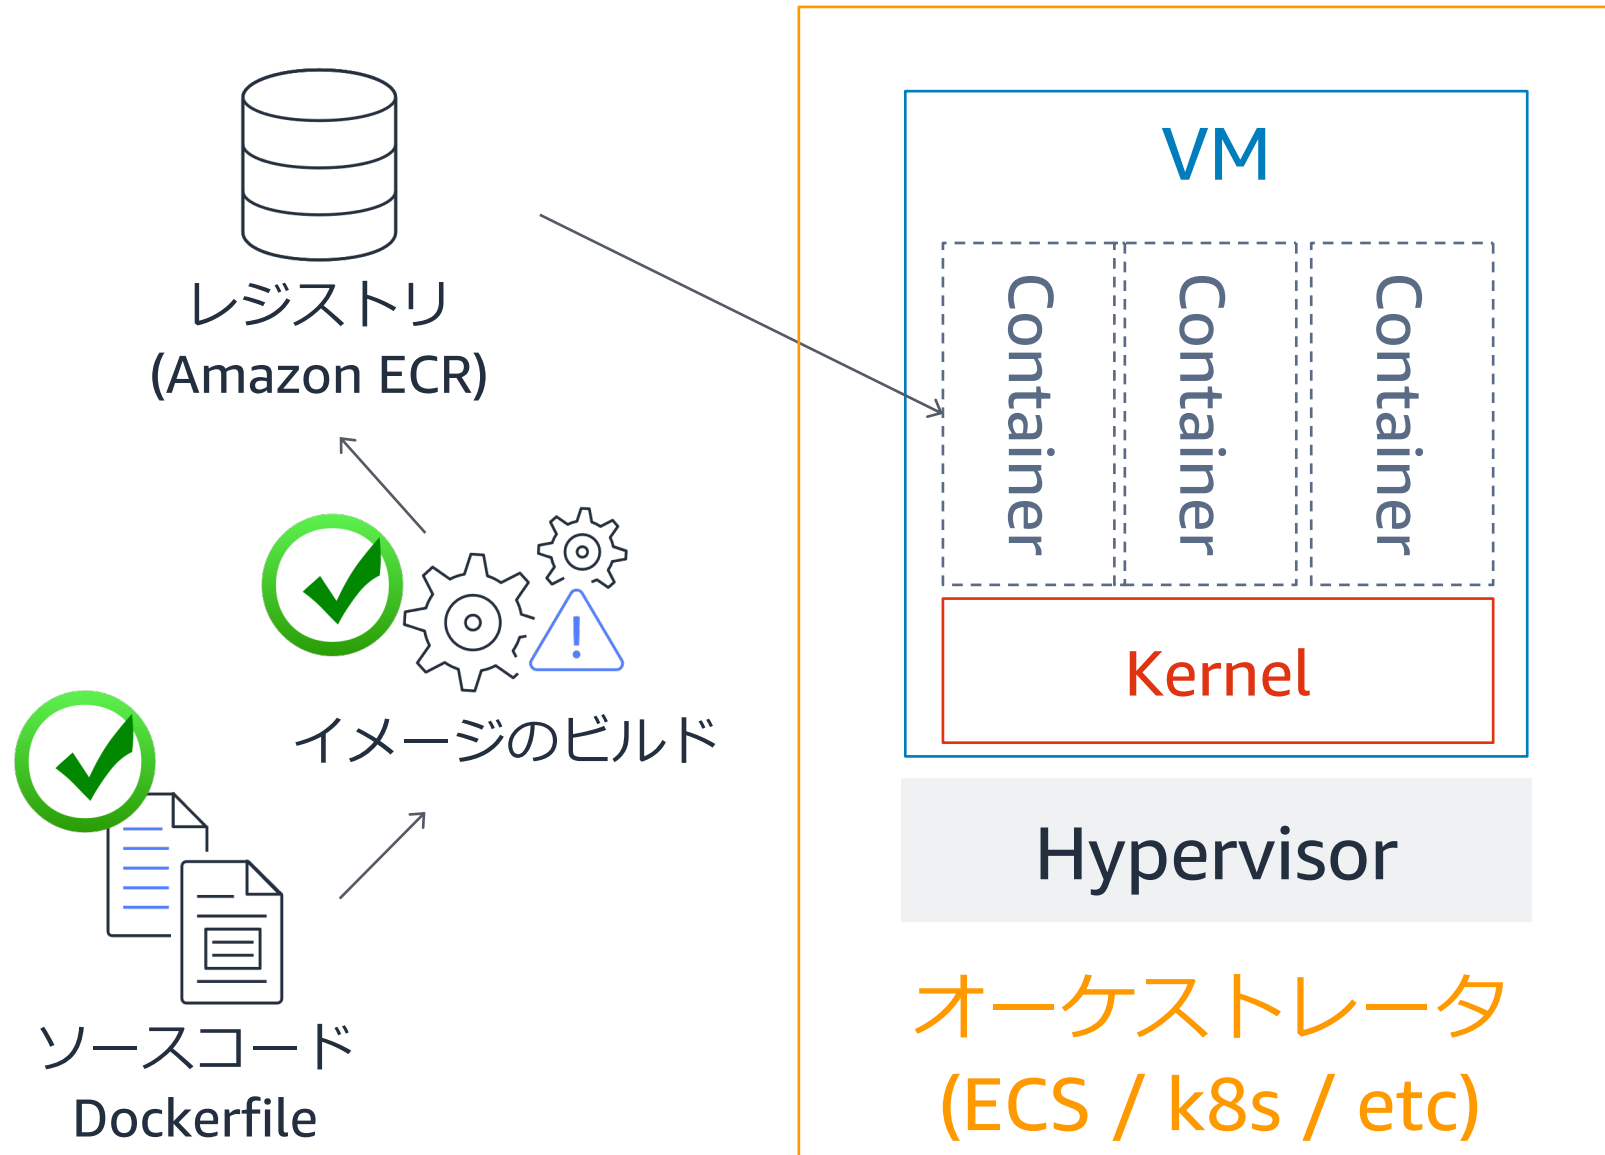 レジストリ
(Amazon ECR)
イメージのビルド
ソースコード
Dockerfile
VM
Container
Container
Container
Kernel
Hypervisor
オーケストレータ
(ECS / k8s / etc)